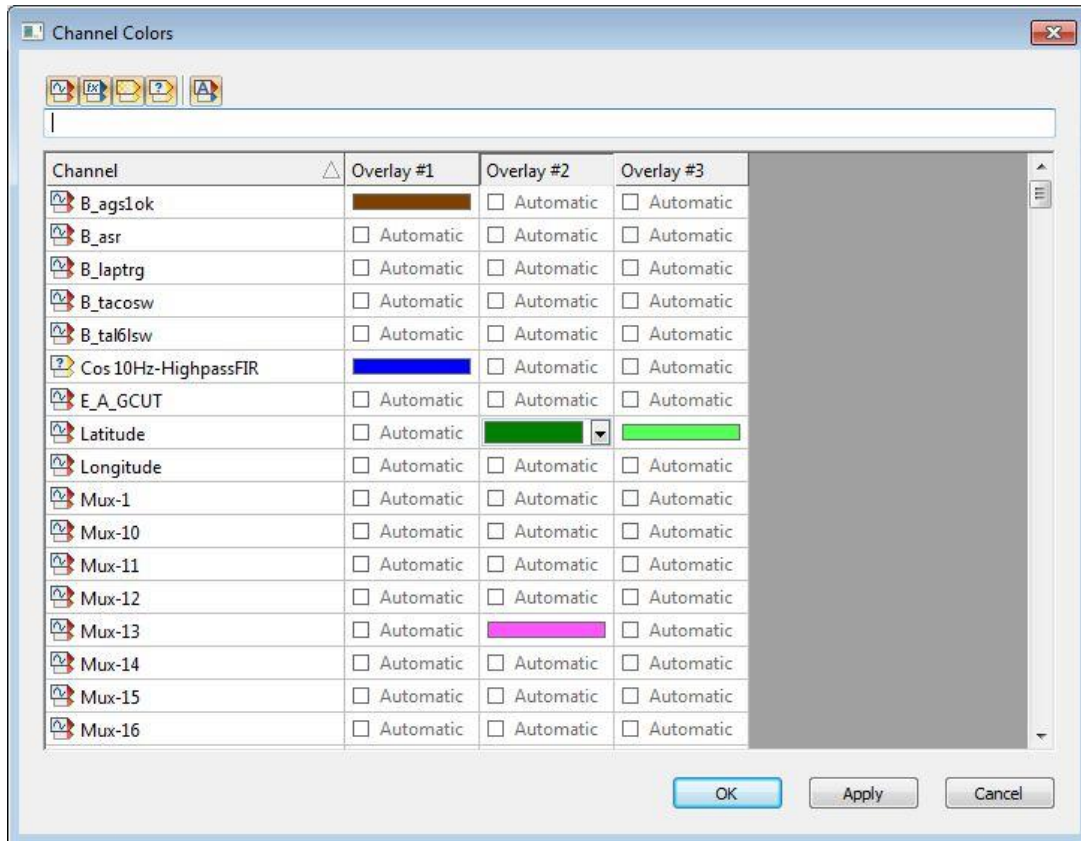 Channel Colors
Channel Overlay #1 Overlay #2 Overlay #3
B_ags1ok Automatic Automatic
B_asr Automatic Automatic Automatic
B_laptrg Automatic Automatic Automatic
B_tacosw Automatic Automatic Automatic
B_tal6lsw Automatic Automatic Automatic
Cos 10Hz-HighpassFIR Automatic Automatic
E_A_GCUT Automatic Automatic Automatic
Latitude Automatic
Longitude Automatic Automatic Automatic
Mux-1 Automatic Automatic Automatic
Mux-10 Automatic Automatic Automatic
Mux-11 Automatic Automatic Automatic
Mux-12 Automatic Automatic Automatic
Mux-13 Automatic Automatic
Mux-14 Automatic Automatic Automatic
Mux-15 Automatic Automatic Automatic
Mux-16 Automatic Automatic Automatic
OK Apply Cancel